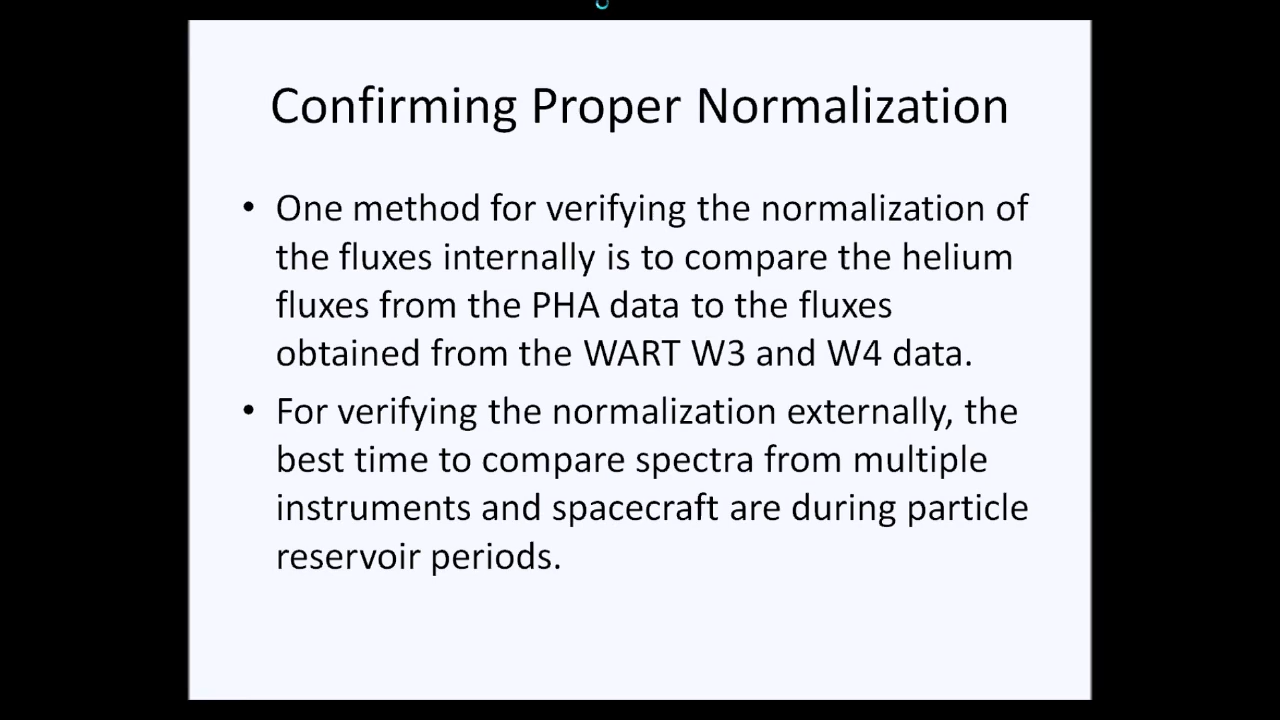 Confirming Proper Normalization
• One method for verifying the normalization of
the fluxes internally is to compare the helium
fluxes from the PHA data to the fluxes
obtained from the WART W3 and W4 data.
• For verifying the normalization externally, the
best time to compare spectra from multiple
instruments and spacecraft are during particle
reservoir periods.